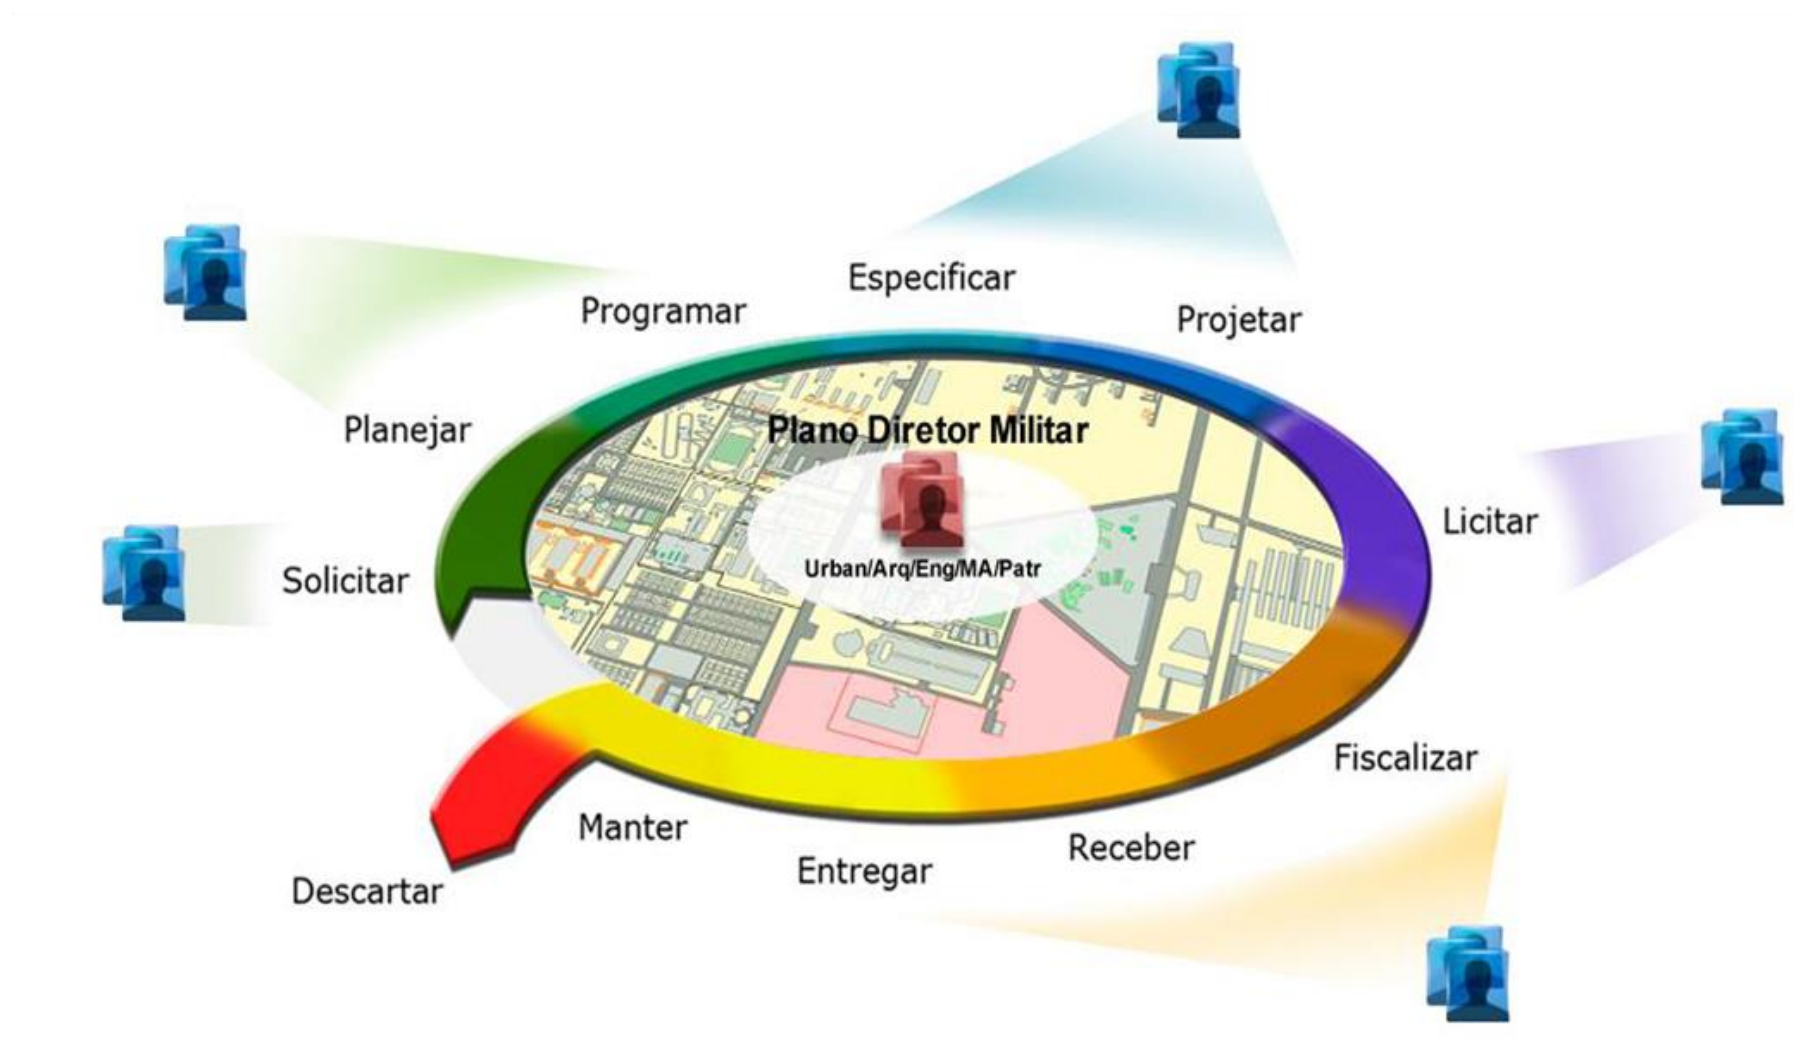 Especificar
Programar
Projetar
Planejar
Plano Diretor Militar
Licitar
Urban/Arq/Eng/MA/Patr
Solicitar
Fiscalizar
Manter
Receber
Entregar
Descartar